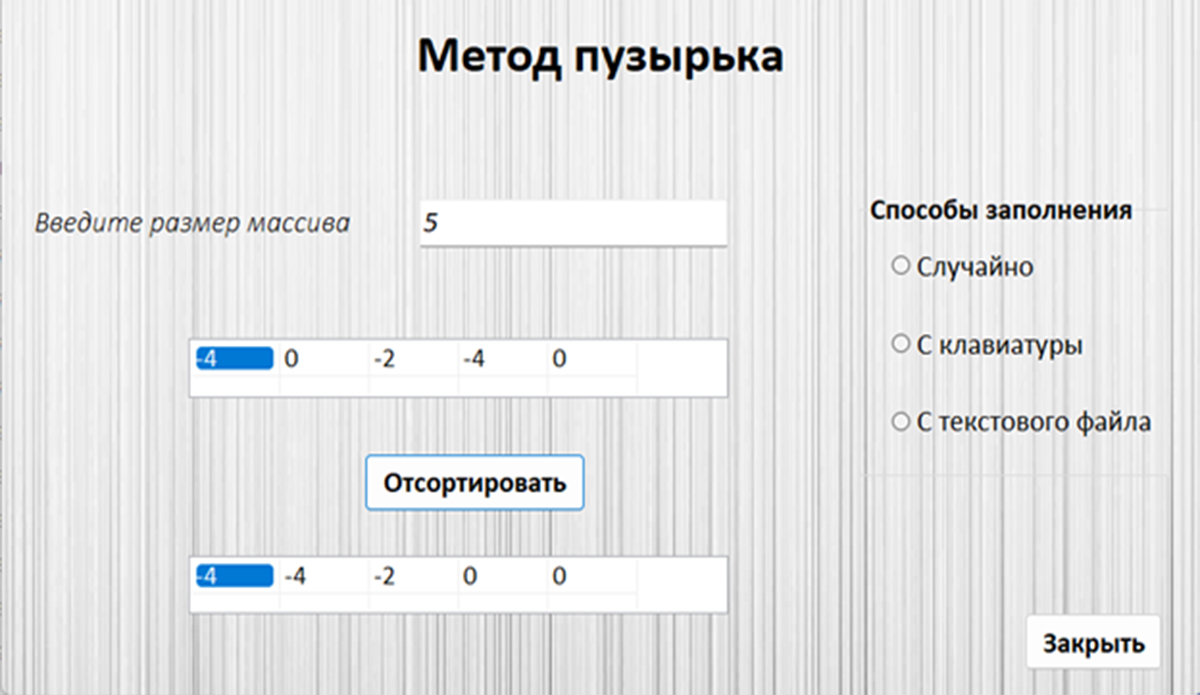 Метод пузырька
Введите размер массива
5
Способы заполнения
Случайно
С клавиатуры
С текстового файла
-4 0 -2 -4 0
Отсортировать
-4 -4 -2 0 0
Закрыть